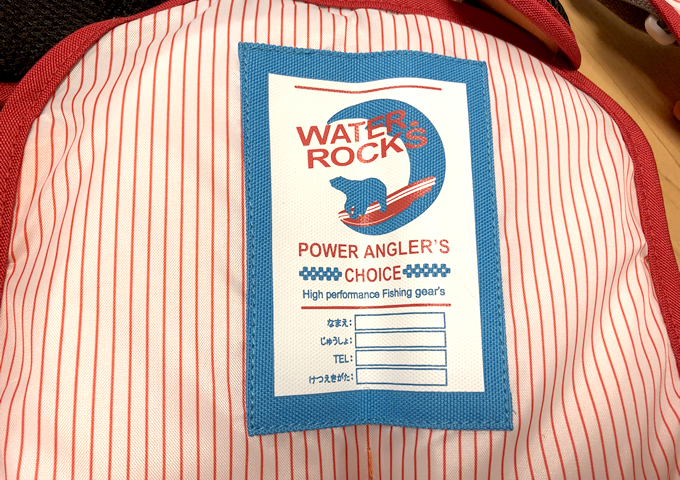 WATER'S
ROCK
POWER ANGLER'S
CHOICE
High performance Fishing gear's
なまえ:
じゅうしょ:
TEL:
けつえきがた: